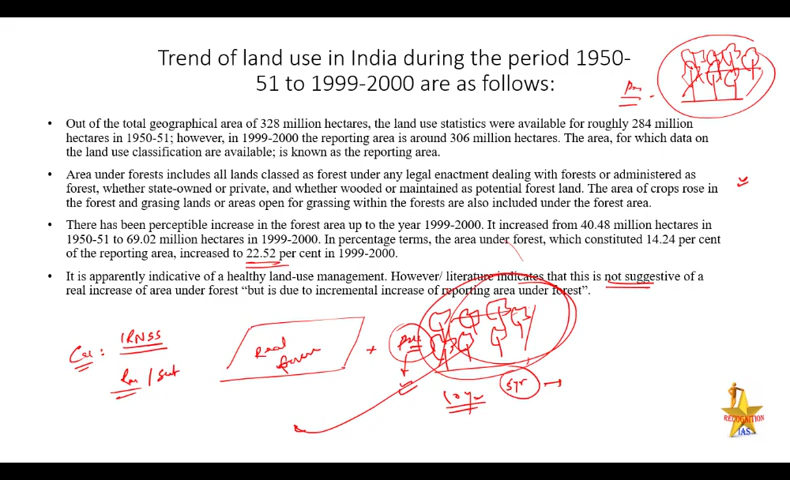 Trend of land use in India during the period 1950-
51 to 1999-2000 are as follows:
• Out of the total geographical area of 328 million hectares, the land use statistics were available for roughly 284 million
hectares in 1950-51; however, in 1999-2000 the reporting area is around 306 million hectares. The area, for which data on
the land use classification are available; is known as the reporting area.
• Area under forests includes all lands classed as forest under any legal enactment dealing with forests or administered as
forest, whether state-owned or private, and whether wooded or maintained as potential forest land. The area of crops rose in
the forest and grasing lands or areas open for grassing within the forests are also included under the forest area.
• There has been perceptible increase in the forest area up to the year 1999-2000. It increased from 40.48 million hectares in
1950-51 to 69.02 million hectares in 1999-2000. In percentage terms, the area under forest, which constituted 14.24 per cent
of the reporting area, increased to 22.52 per cent in 1999-2000.
• It is apparently indicative of a healthy land-use management. However/ literature indicates that this is not suggestive of a
real increase of area under forest “but is due to incremental increase of reporting area under forest”.
IRNSS
Real
+
5yr
RECOGNITION
IAS